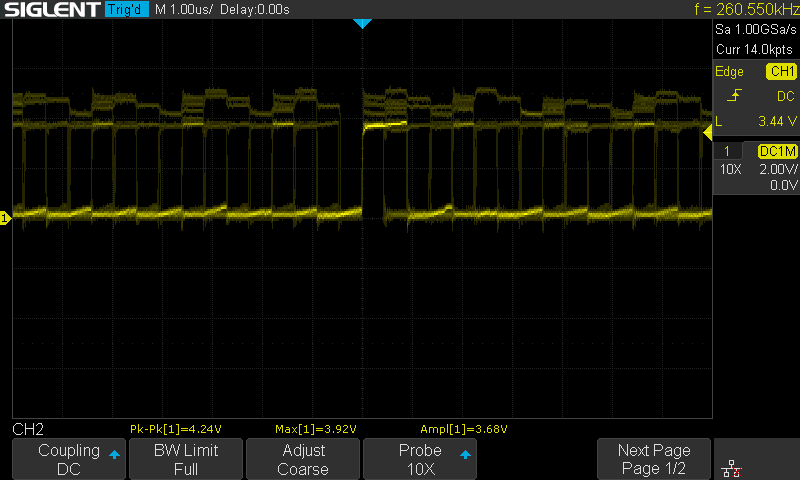 SIGLENT Trig'd M 1.00us/ Delay:0.00s f = 260.550kHz
Sa 1.00GSa/s
Curr 14.0kpts
Edge CH1
DC
L 3.44 V
1 DC1M
10X 2.00V/
0.0V
1
CH2 Pk-Pk[1]=4.24V Max[1]=3.92V Ampl[1]=3.68V
Coupling
DC
BW Limit
Full
Adjust
Coarse
Probe
10X
Next Page
Page 1/2